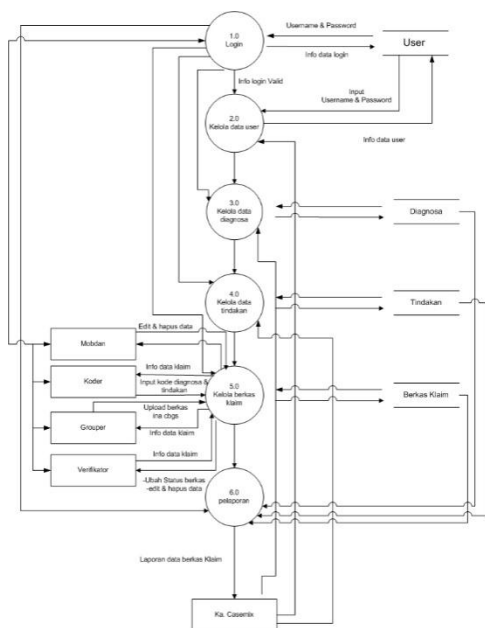 1.0
Login
Username & Password
Info data login
User
Info login Valid
Input
Username & Password
2.0
Kelola data user
Info data user
3.0
Kelola data
diagnosa
Diagnosa
4.0
Kelola data
tindakan
Tindakan
Mobdan
Edit & hapus data
Info data klaim
Koder
Input kode diagnosa &
tindakan
5.0
Kelola berkas
klaim
Berkas Klaim
Upload berkas
ina cbgs
Grouper
Info data klaim
Info data klaim
Verifikator
-Ubah Status berkas
-edit & hapus data
6.0
pelaporan
Laporan data berkas Klaim
Ka. Casemix